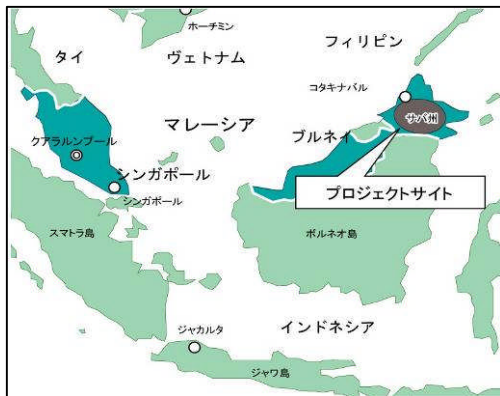 ホーチミン
フィリピン
タイ
ヴェトナム
コタキナバル
サバ州
マレーシア
クアラルンプール
ブルネイ
シンガポール
シンガポール
プロジェクトサイト
スマトラ島
ボルネオ島
インドネシア
ジャカルタ
ジャワ島